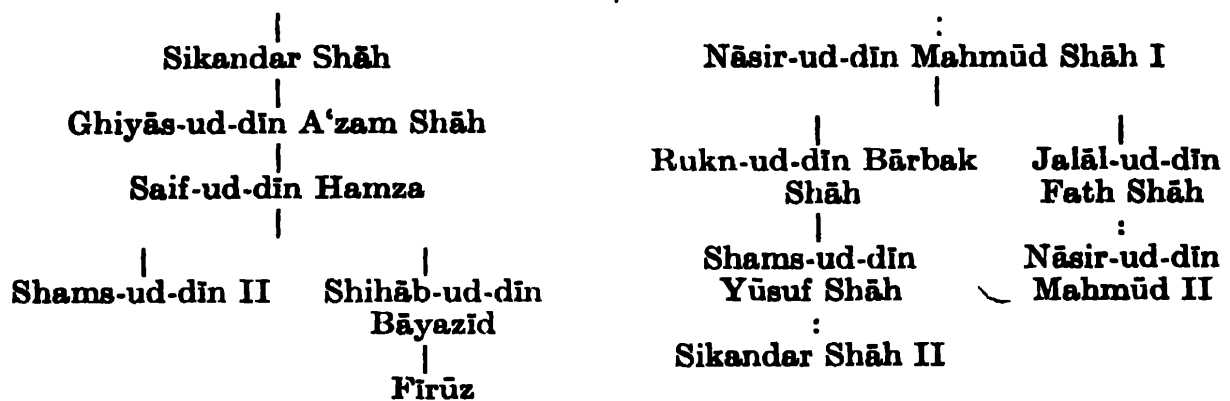 Sikandar Shāh
Ghiyās-ud-dīn A‘zam Shāh
Saif-ud-dīn Hamza
Shams-ud-dīn II
Shihāb-ud-dīn
Bāyazīd
Fīrūz
Nāsir-ud-dīn Mahmūd Shāh I
Rukn-ud-dīn Bārbak
Shāh
Jalāl-ud-dīn
Fath Shāh
Shams-ud-dīn
Yūsuf Shāh
Nāsir-ud-dīn
Mahmūd II
Sikandar Shāh II